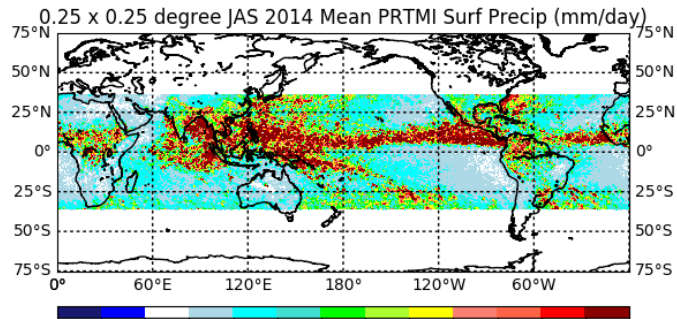 0.25 x 0.25 degree JAS 2014 Mean PRTMI Surf Precip (mm/day)
75°N 75°N
50°N 50°N
25°N 25°N
0° 0°
25°S 25°S
50°S 50°S
75°S 75°S
0° 60°E 120°E 180° 120°W 60°W